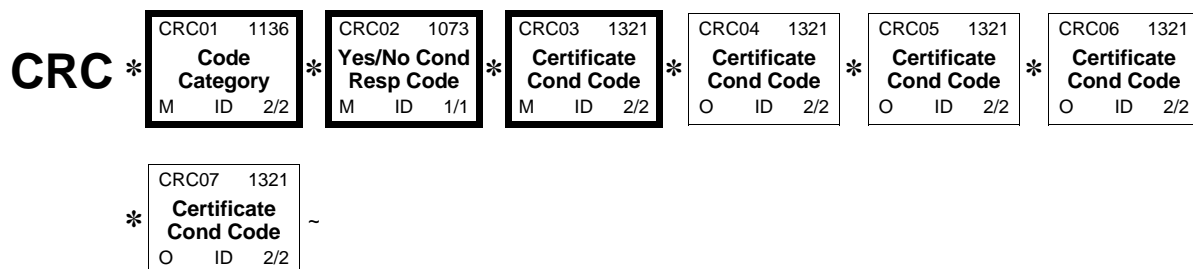 CRC01 1136 CRC02 1073 CRC03 1321 CRC04 1321 CRC05 1321 CRC06 1321
CRC * Code Category * Yes/No Cond Resp Code * Certificate Cond Code * Certificate Cond Code * Certificate Cond Code * Certificate Cond Code
M ID 2/2 M ID 1/1 M ID 2/2 O ID 2/2 O ID 2/2 O ID 2/2
CRC07 1321
* Certificate Cond Code ~
O ID 2/2